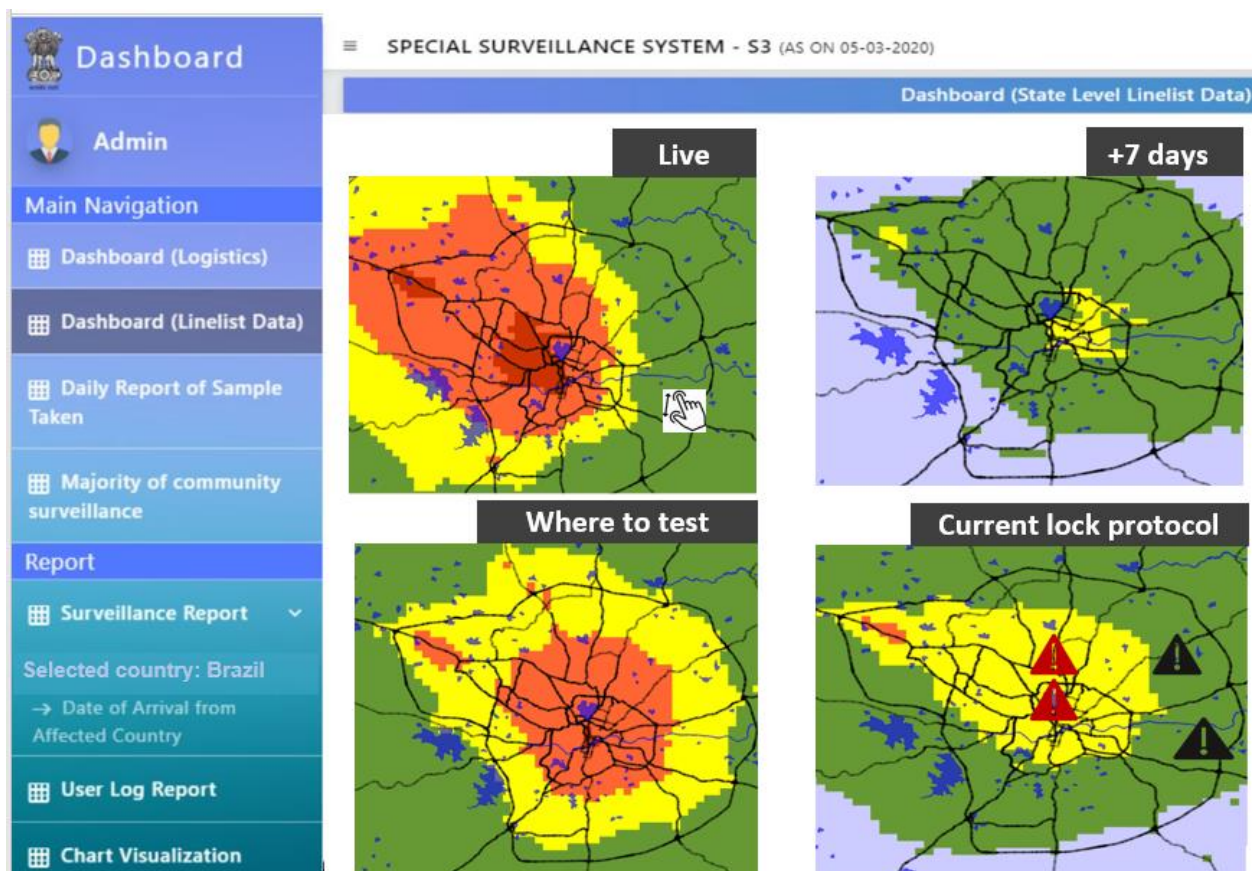 Dashboard
Admin
Main Navigation
Dashboard (Logistics)
Dashboard (Linelist Data)
Daily Report of Sample
Taken
Majority of community
surveillance
Report
Surveillance Report
Selected country: Brazil
→ Date of Arrival from
Affected Country
User Log Report
Chart Visualization
SPECIAL SURVEILLANCE SYSTEM - S3 (AS ON 05-03-2020)
Dashboard (State Level Linelist Data)
Live
+7 days
Where to test
Current lock protocol